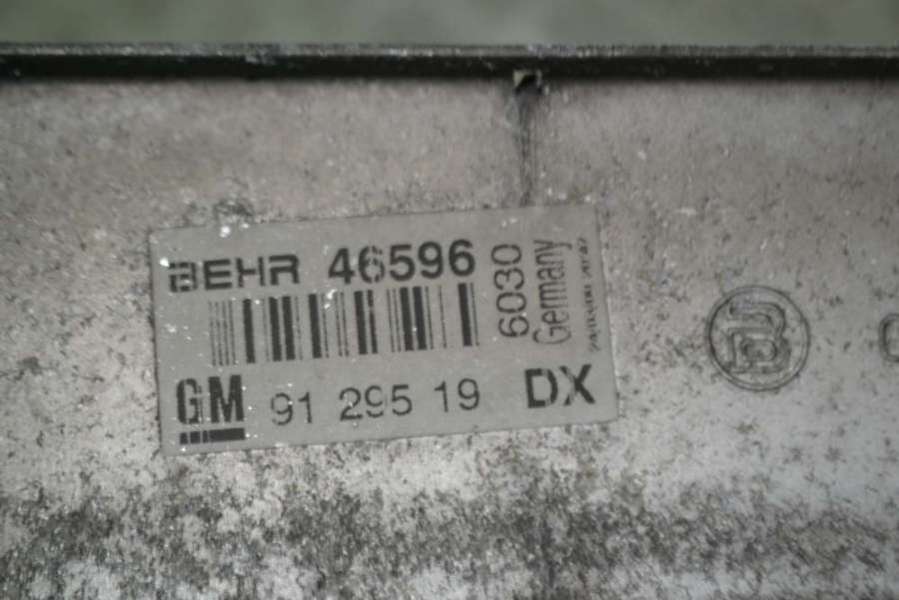 BEHR 46596
6030
Germany
GM 91 295 19 DX